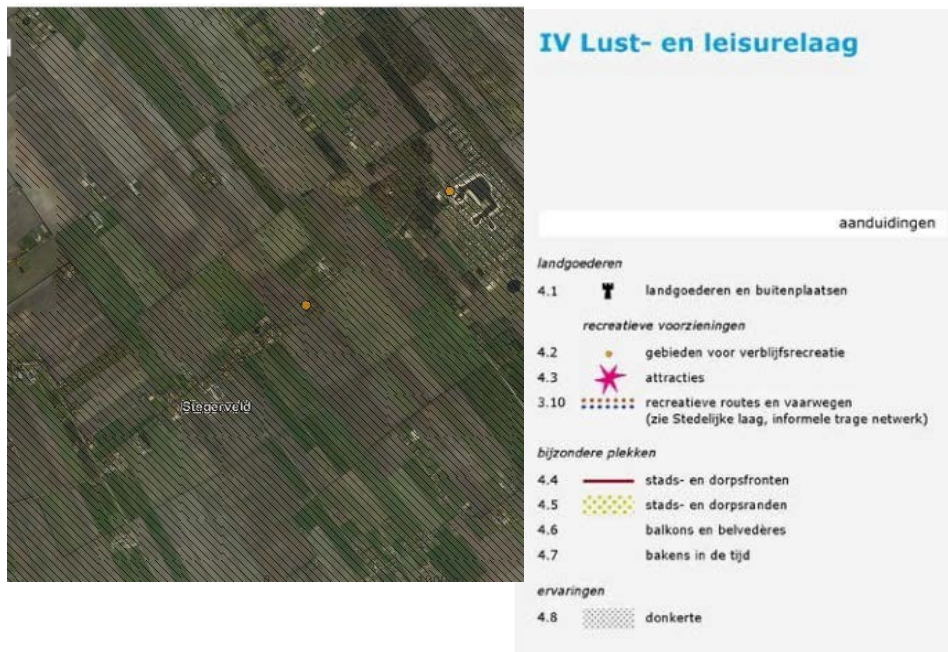 Stegerveld
IV Lust- en leisurelaag
aanduidingen
landgoederen
4.1 landgoederen en buitenplaatsen
recreatieve voorzieningen
4.2 gebieden voor verblijfsrecreatie
4.3 attracties
3.10 recreatieve routes en vaarwegen
(zie Stedelijke laag, informele trage netwerk)
bijzondere plekken
4.4 stads- en dorpsfronten
4.5 stads- en dorpsranden
4.6 balkons en belvedères
4.7 bakens in de tijd
ervaringen
4.8 donkerte